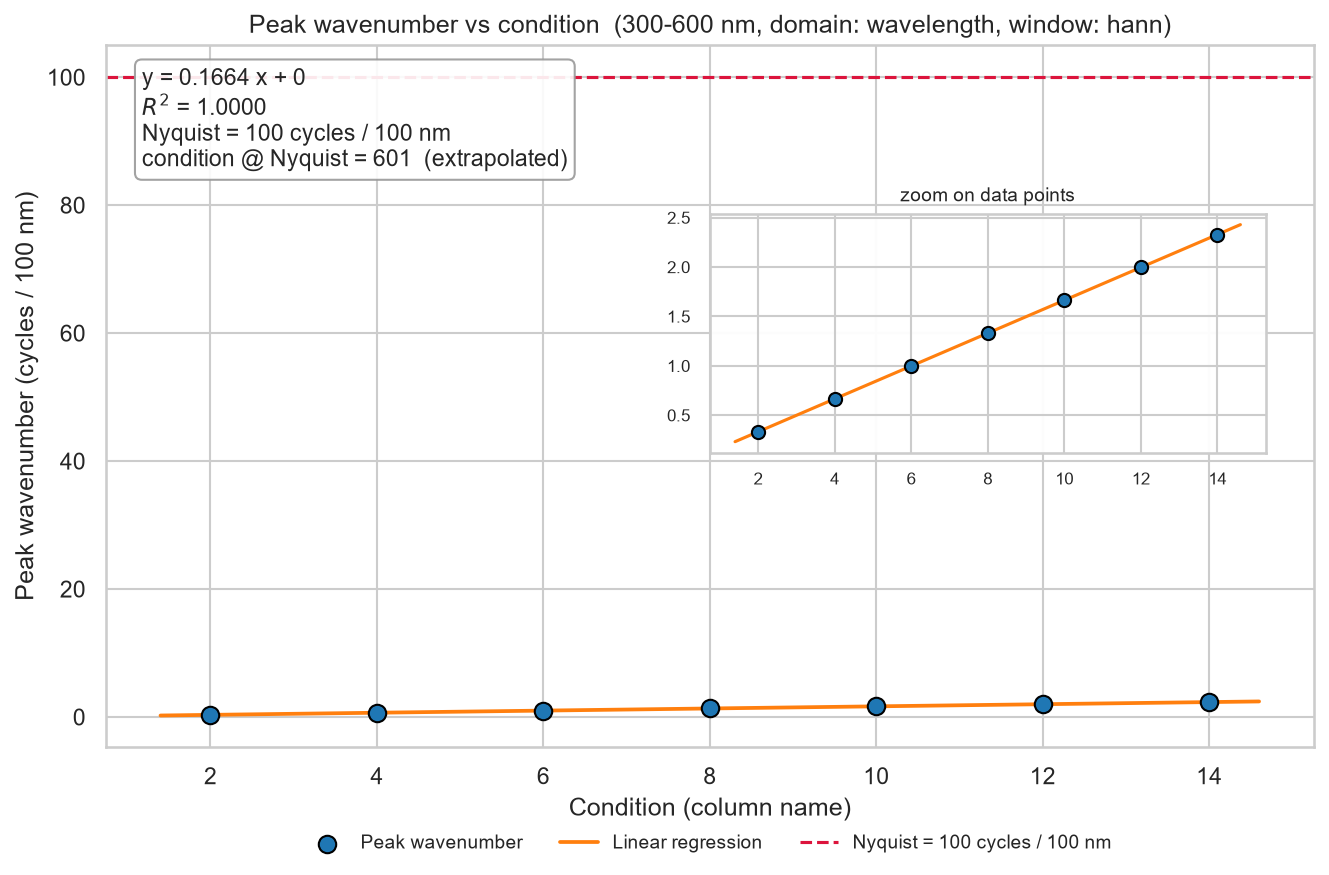 Peak wavenumber vs condition  (300-600 nm, domain: wavelength, window: hann)
y = 0.1664 x + 0
R² = 1.0000
Nyquist = 100 cycles / 100 nm
condition @ Nyquist = 601  (extrapolated)
Peak wavenumber (cycles / 100 nm)
100
80
60
40
20
0
zoom on data points
2.5
2.0
1.5
1.0
0.5
2 4 6 8 10 12 14
2 4 6 8 10 12 14
Condition (column name)
Peak wavenumber Linear regression Nyquist = 100 cycles / 100 nm